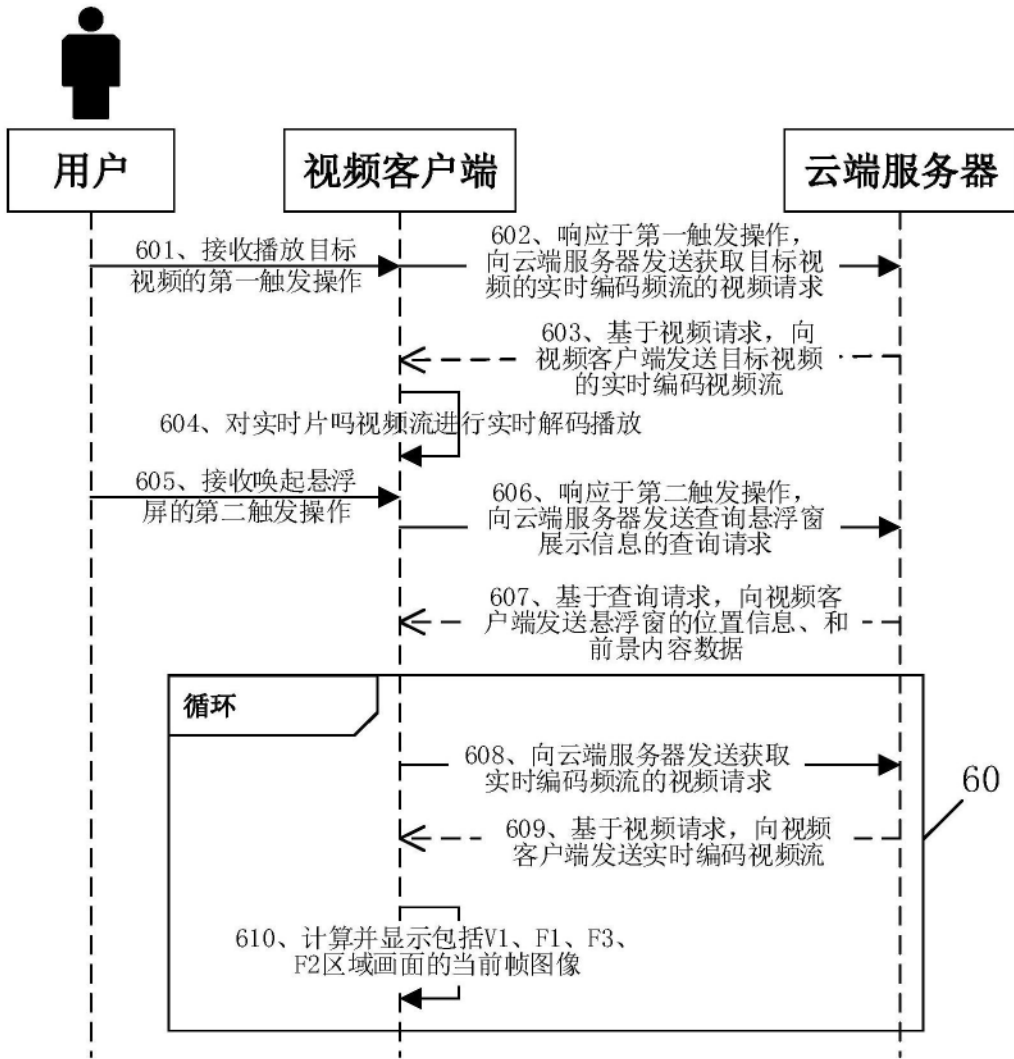 用户
视频客户端
云端服务器
601、接收播放目标
视频的第一触发操作
602、响应于第一触发操作，
向云端服务器发送获取目标视
频的实时编码频流的视频请求
603、基于视频请求，向
视频客户端发送目标视频
的实时编码视频流
604、对实时片吗视频流进行实时解码播放
605、接收唤起悬浮
屏的第二触发操作
606、响应于第二触发操作，
向云端服务器发送查询悬浮窗
展示信息的查询请求
607、基于查询请求，向视频客
户端发送悬浮窗的位置信息、和
前景内容数据
循环
608、向云端服务器发送获取
实时编码频流的视频请求
60
609、基于视频请求，向视频
客户端发送实时编码视频流
610、计算并显示包括V1、F1、F3、
F2区域画面的当前帧图像